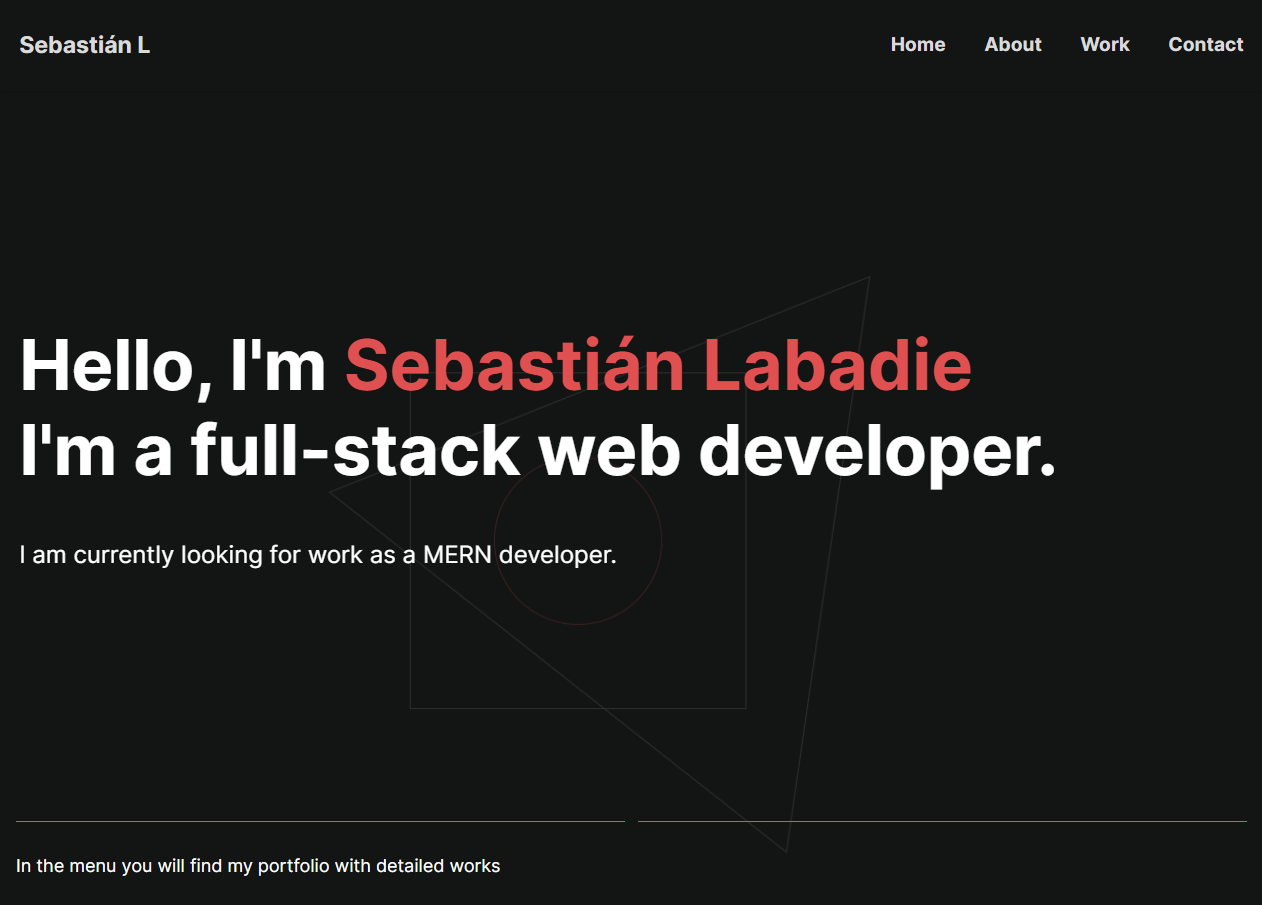 Sebastián L
Home About Work Contact
Hello, I'm Sebastián Labadie
I'm a full-stack web developer.
I am currently looking for work as a MERN developer.
In the menu you will find my portfolio with detailed works